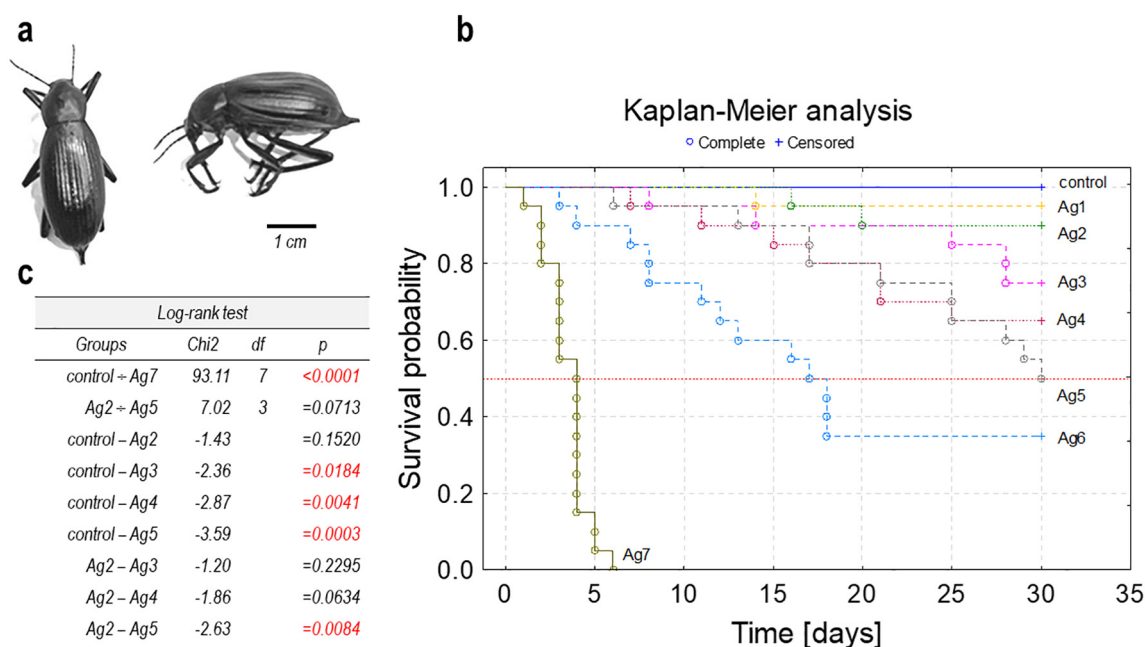 a
1 cm
c
Log-rank test
Groups Chi2 df p
control ÷ Ag7 93.11 7 <0.0001
Ag2 ÷ Ag5 7.02 3 =0.0713
control – Ag2 -1.43 =0.1520
control – Ag3 -2.36 =0.0184
control – Ag4 -2.87 =0.0041
control – Ag5 -3.59 =0.0003
Ag2 – Ag3 -1.20 =0.2295
Ag2 – Ag4 -1.86 =0.0634
Ag2 – Ag5 -2.63 =0.0084
b
Kaplan-Meier analysis
Complete + Censored
Survival probability
1.0
0.8
0.6
0.4
0.2
0.0
control
Ag1
Ag2
Ag3
Ag4
Ag5
Ag6
Ag7
0 5 10 15 20 25 30 35
Time [days]